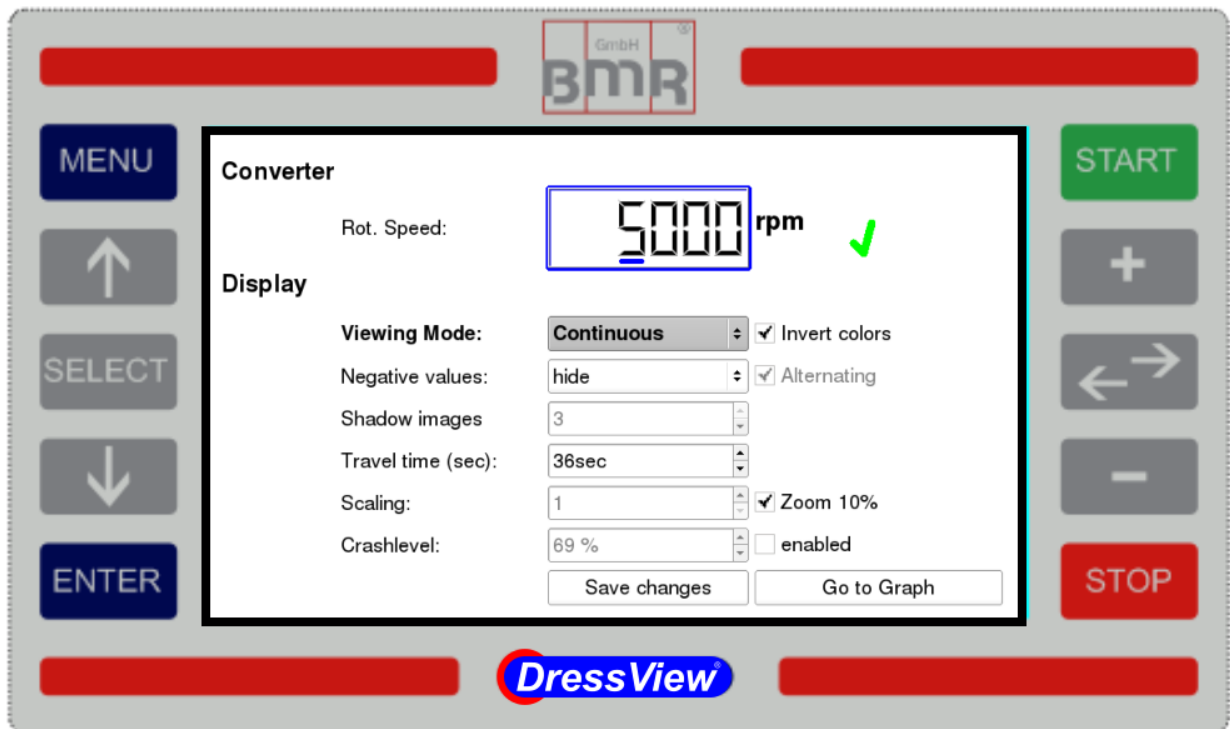 GmbH ®
BMR
MENU
START
Converter
Rot. Speed: 5000 rpm
Display
Viewing Mode: Continuous Invert colors
SELECT
Negative values: hide Alternating
Shadow images 3
Travel time (sec): 36sec
Scaling: 1 Zoom 10%
Crashlevel: 69 % enabled
ENTER
Save changes Go to Graph
STOP
DressView®